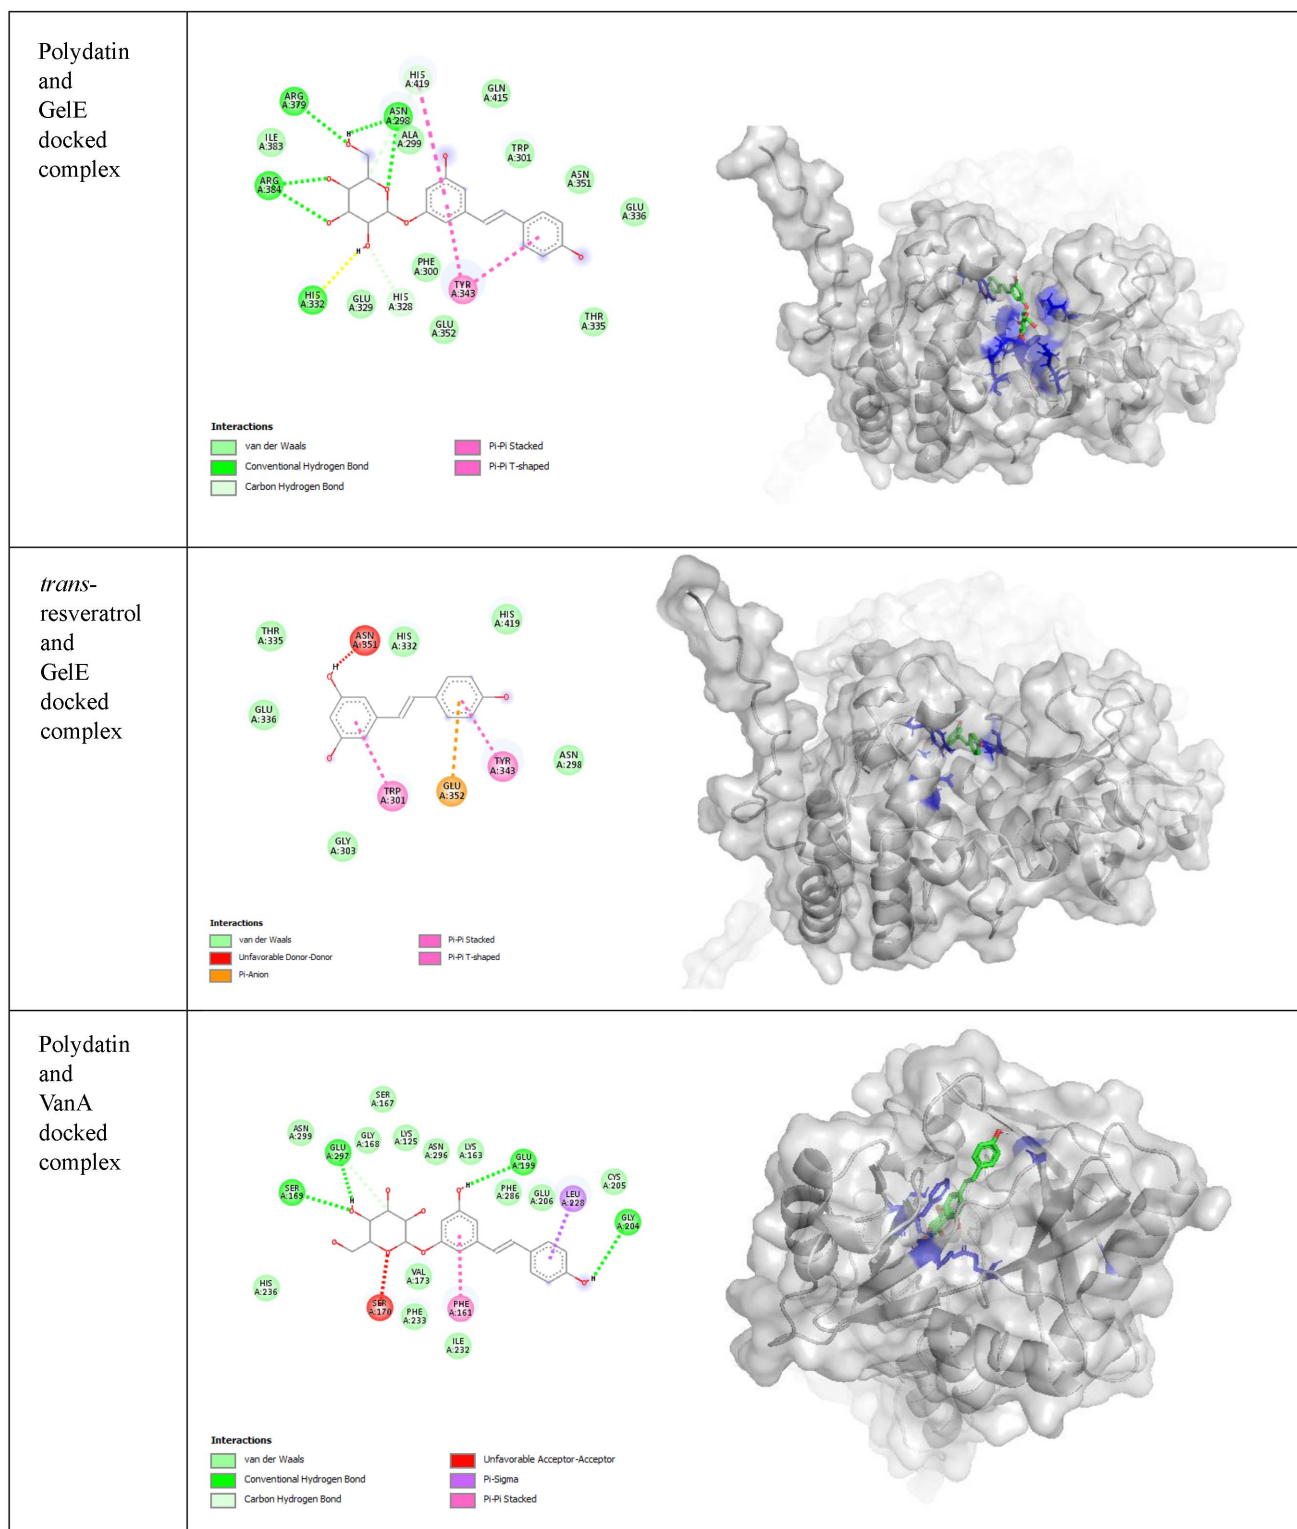 Polydatin
and
GelE
docked
complex
HIS
A:419
GLN
A:415
ARG
A:379
ASN
A:298
ALA
A:299
ILE
A:383
TRP
A:301
ASN
A:351
ARG
A:384
GLU
A:336
H
O
O
O
O
O
O
O
H
O
PHE
A:300
HIS
A:332
GLU
A:329
HIS
A:328
TYR
A:343
GLU
A:352
THR
A:335
Interactions
van der Waals
Conventional Hydrogen Bond
Carbon Hydrogen Bond
Pi-Pi Stacked
Pi-Pi T-shaped
trans-
resveratrol
and
GelE
docked
complex
THR
A:335
ASN
A:351
HIS
A:332
HIS
A:419
H
O
O
O
GLU
A:336
ASN
A:298
TYR
A:343
GLU
A:352
TRP
A:301
GLY
A:303
Interactions
van der Waals
Unfavorable Donor-Donor
Pi-Anion
Pi-Pi Stacked
Pi-Pi T-shaped
Polydatin
and
VanA
docked
complex
SER
A:167
ASN
A:299
GLU
A:297
GLY
A:168
LYS
A:125
ASN
A:296
LYS
A:163
GLU
A:199
PHE
A:286
GLU
A:206
LEU
A:228
CYS
A:205
SER
A:169
GLY
A:204
H
O
O
O
O
H
O
O
O
O
H
HIS
A:236
VAL
A:173
SER
A:170
PHE
A:233
PHE
A:161
ILE
A:232
Interactions
van der Waals
Conventional Hydrogen Bond
Carbon Hydrogen Bond
Unfavorable Acceptor-Acceptor
Pi-Sigma
Pi-Pi Stacked